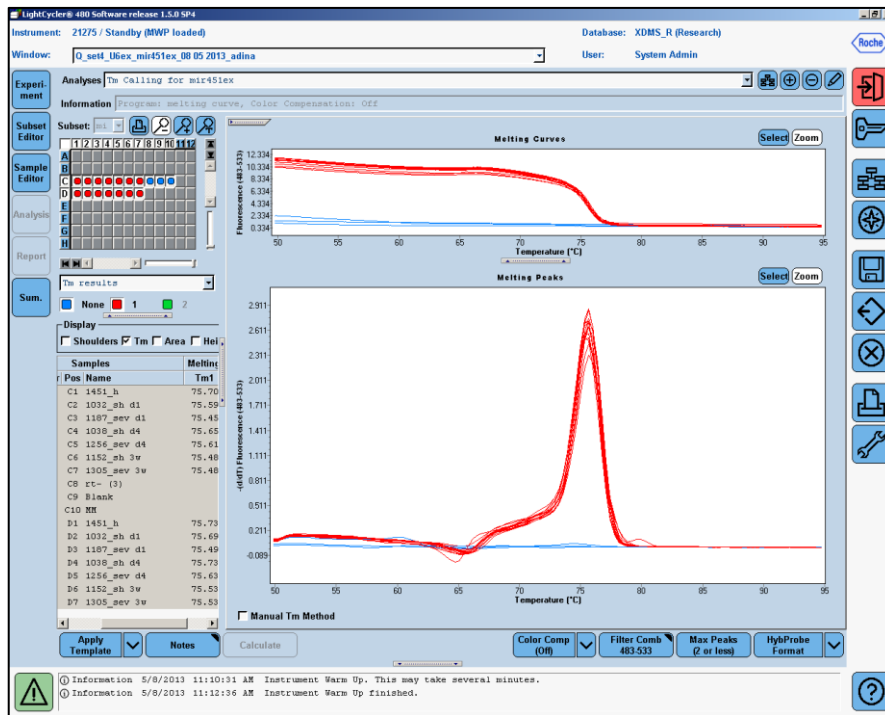 LightCycler® 480 Software release 1.5.0 SP4
Instrument: 21275 / Standby (MWP loaded) Database: XDMS_R (Research)
Window: Q_set4_U6ex_mir451ex_08 05 2013_adina User: System Admin
Roche
Experi-
ment
Subset
Editor
Sample
Editor
Analysis
Report
Sum.
Analyses Tm Calling for mir451ex
Information Program: melting curve, Color Compensation: Off
Subset: mi
1 2 3 4 5 6 7 8 9 10 11 12
A
B
C
D
E
F
G
H
Tm results
None 1 2
Display
Shoulders Tm Area Hei
Samples Melting
r Pos Name Tm1
C1 1451_h 75.70
C2 1032_sh d1 75.59
C3 1187_sev d1 75.45
C4 1038_sh d4 75.65
C5 1256_sev d4 75.61
C6 1152_sh 3w 75.48
C7 1305_sev 3w 75.48
C8 rt- (3)
C9 Blank
C10 MM
D1 1451_h 75.73
D2 1032_sh d1 75.69
D3 1187_sev d1 75.49
D4 1038_sh d4 75.73
D5 1256_sev d4 75.63
D6 1152_sh 3w 75.53
D7 1305_sev 3w 75.53
Melting Curves
Select Zoom
Fluorescence (483-533)
12.334
10.334
8.334
6.334
4.334
2.334
0.334
50 55 60 65 70 75 80 85 90 95
Temperature (°C)
Melting Peaks
Select Zoom
-(d/dT) Fluorescence (483-533)
2.911
2.611
2.311
2.011
1.711
1.411
1.111
0.811
0.511
0.211
-0.089
50 55 60 65 70 75 80 85 90 95
Temperature (°C)
Manual Tm Method
Apply
Template
Notes
Calculate
Color Comp
(Off)
Filter Comb
483-533
Max Peaks
(2 or less)
HybProbe
Format
Information 5/8/2013 11:10:31 AM Instrument Warm Up. This may take several minutes.
Information 5/8/2013 11:12:36 AM Instrument Warm Up finished.